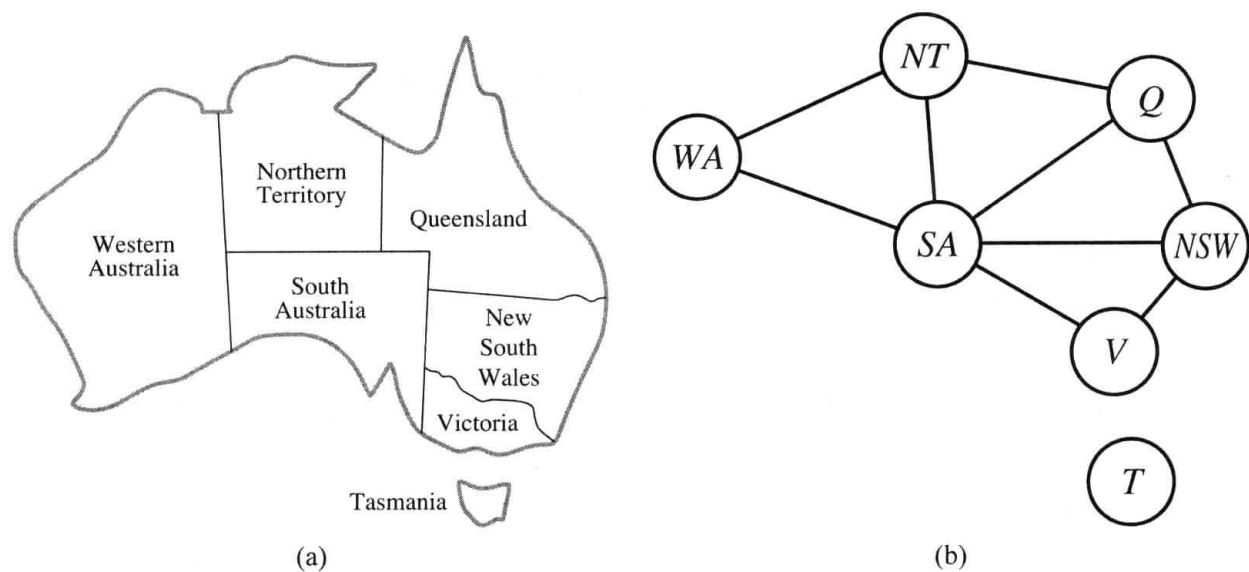 Northern
Territory
Western
Australia
Queensland
South
Australia
New
South
Wales
Victoria
Tasmania
(a)
NT
Q
WA
SA
NSW
V
T
(b)